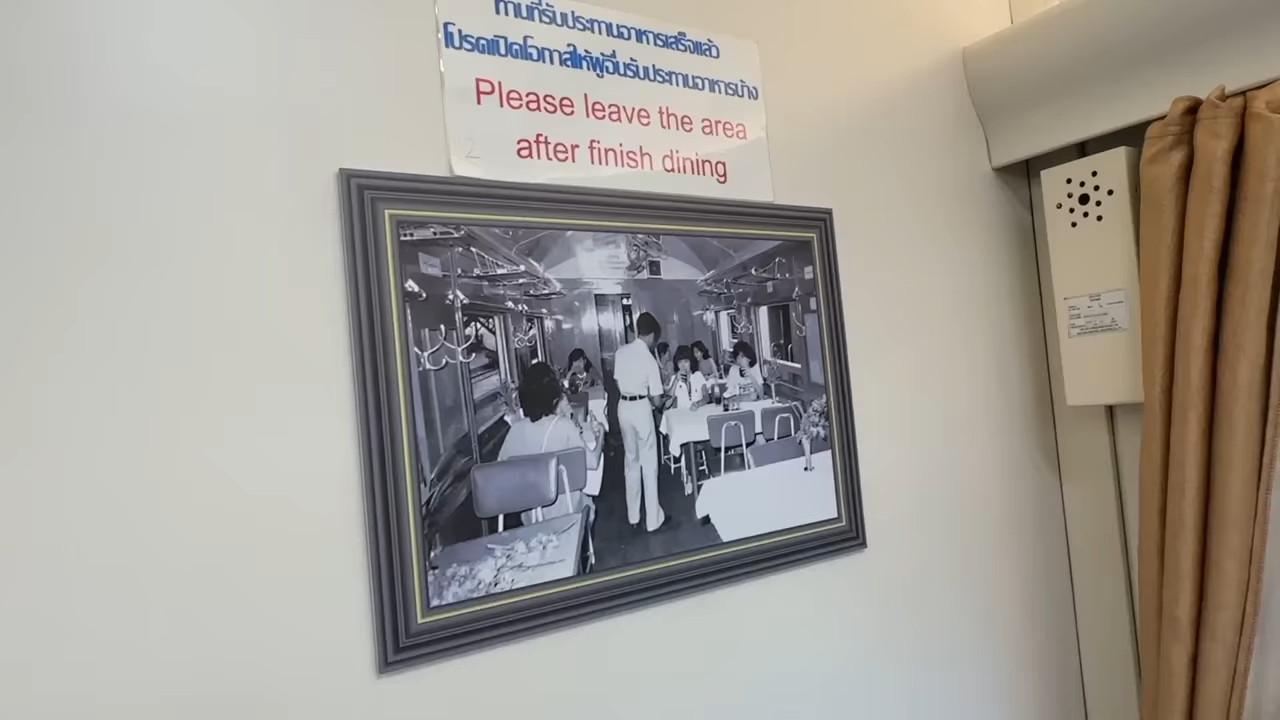 ท่านที่รับประทานอาหารเสร็จแล้ว
โปรดเปิดโอกาสให้ผู้อื่นรับประทานอาหารบ้าง
Please leave the area
after finish dining
2